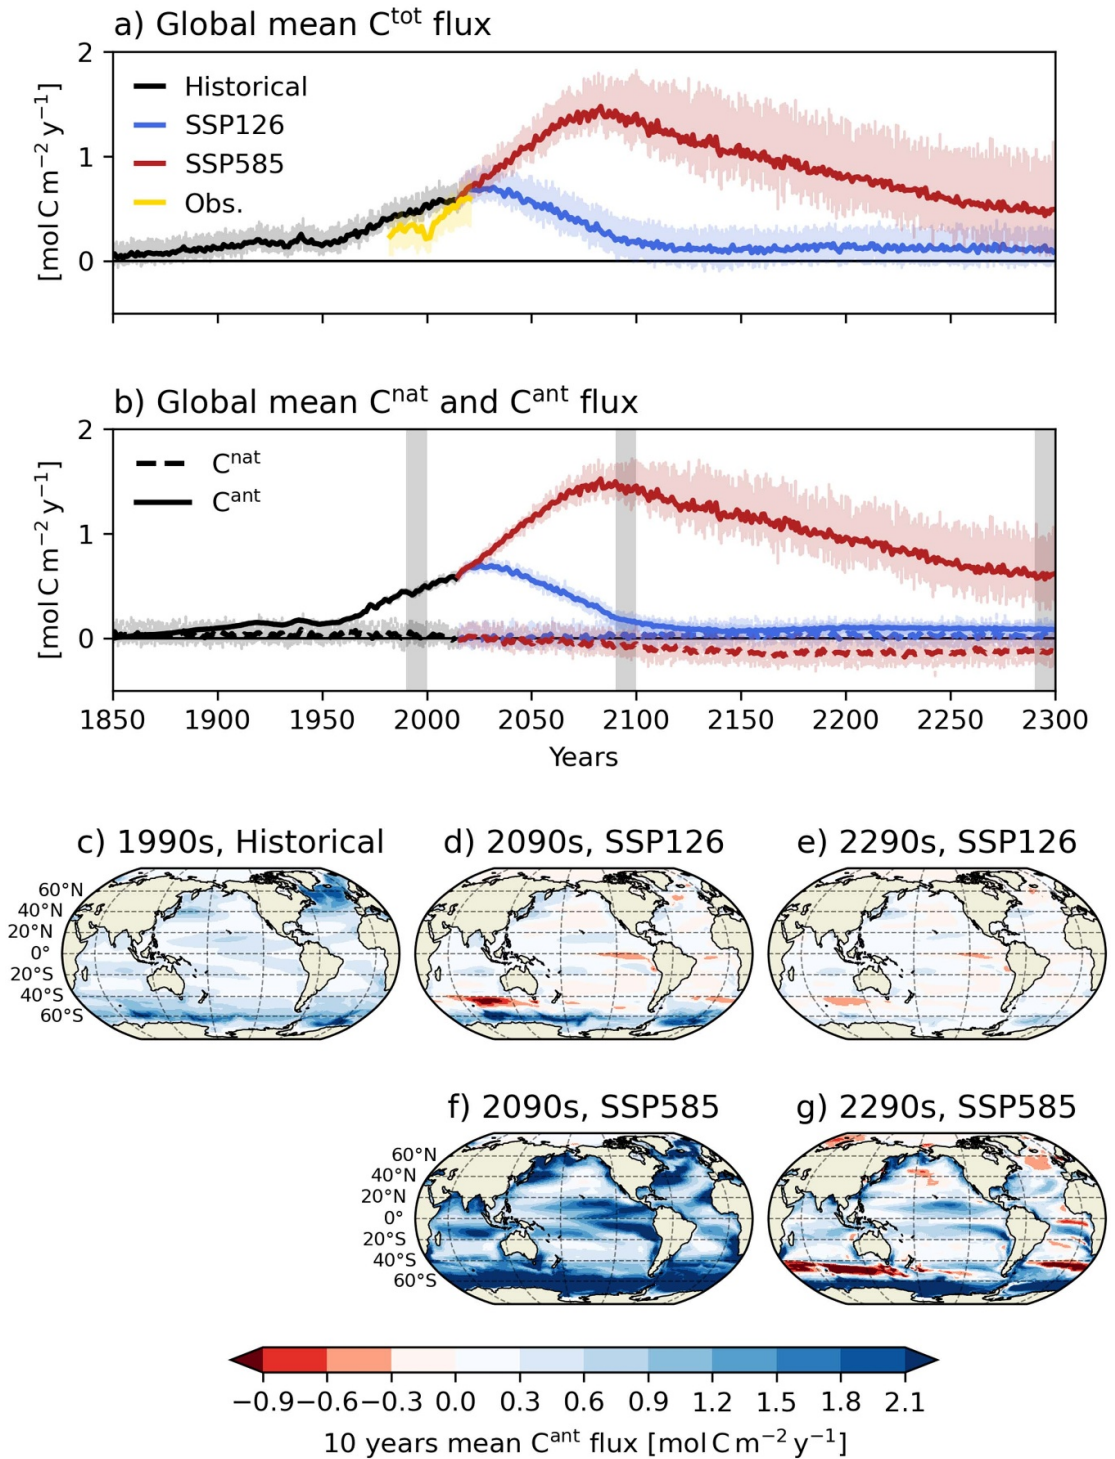 a) Global mean C^tot flux
2
1
0
[mol C m⁻² y⁻¹]
Historical
SSP126
SSP585
Obs.
b) Global mean C^nat and C^ant flux
2
1
0
[mol C m⁻² y⁻¹]
C^nat
C^ant
1850 1900 1950 2000 2050 2100 2150 2200 2250 2300
Years
c) 1990s, Historical d) 2090s, SSP126 e) 2290s, SSP126
60°N
40°N
20°N
0°
20°S
40°S
60°S
f) 2090s, SSP585 g) 2290s, SSP585
60°N
40°N
20°N
0°
20°S
40°S
60°S
−0.9 −0.6 −0.3 0.0 0.3 0.6 0.9 1.2 1.5 1.8 2.1
10 years mean C^ant flux [mol C m⁻² y⁻¹]